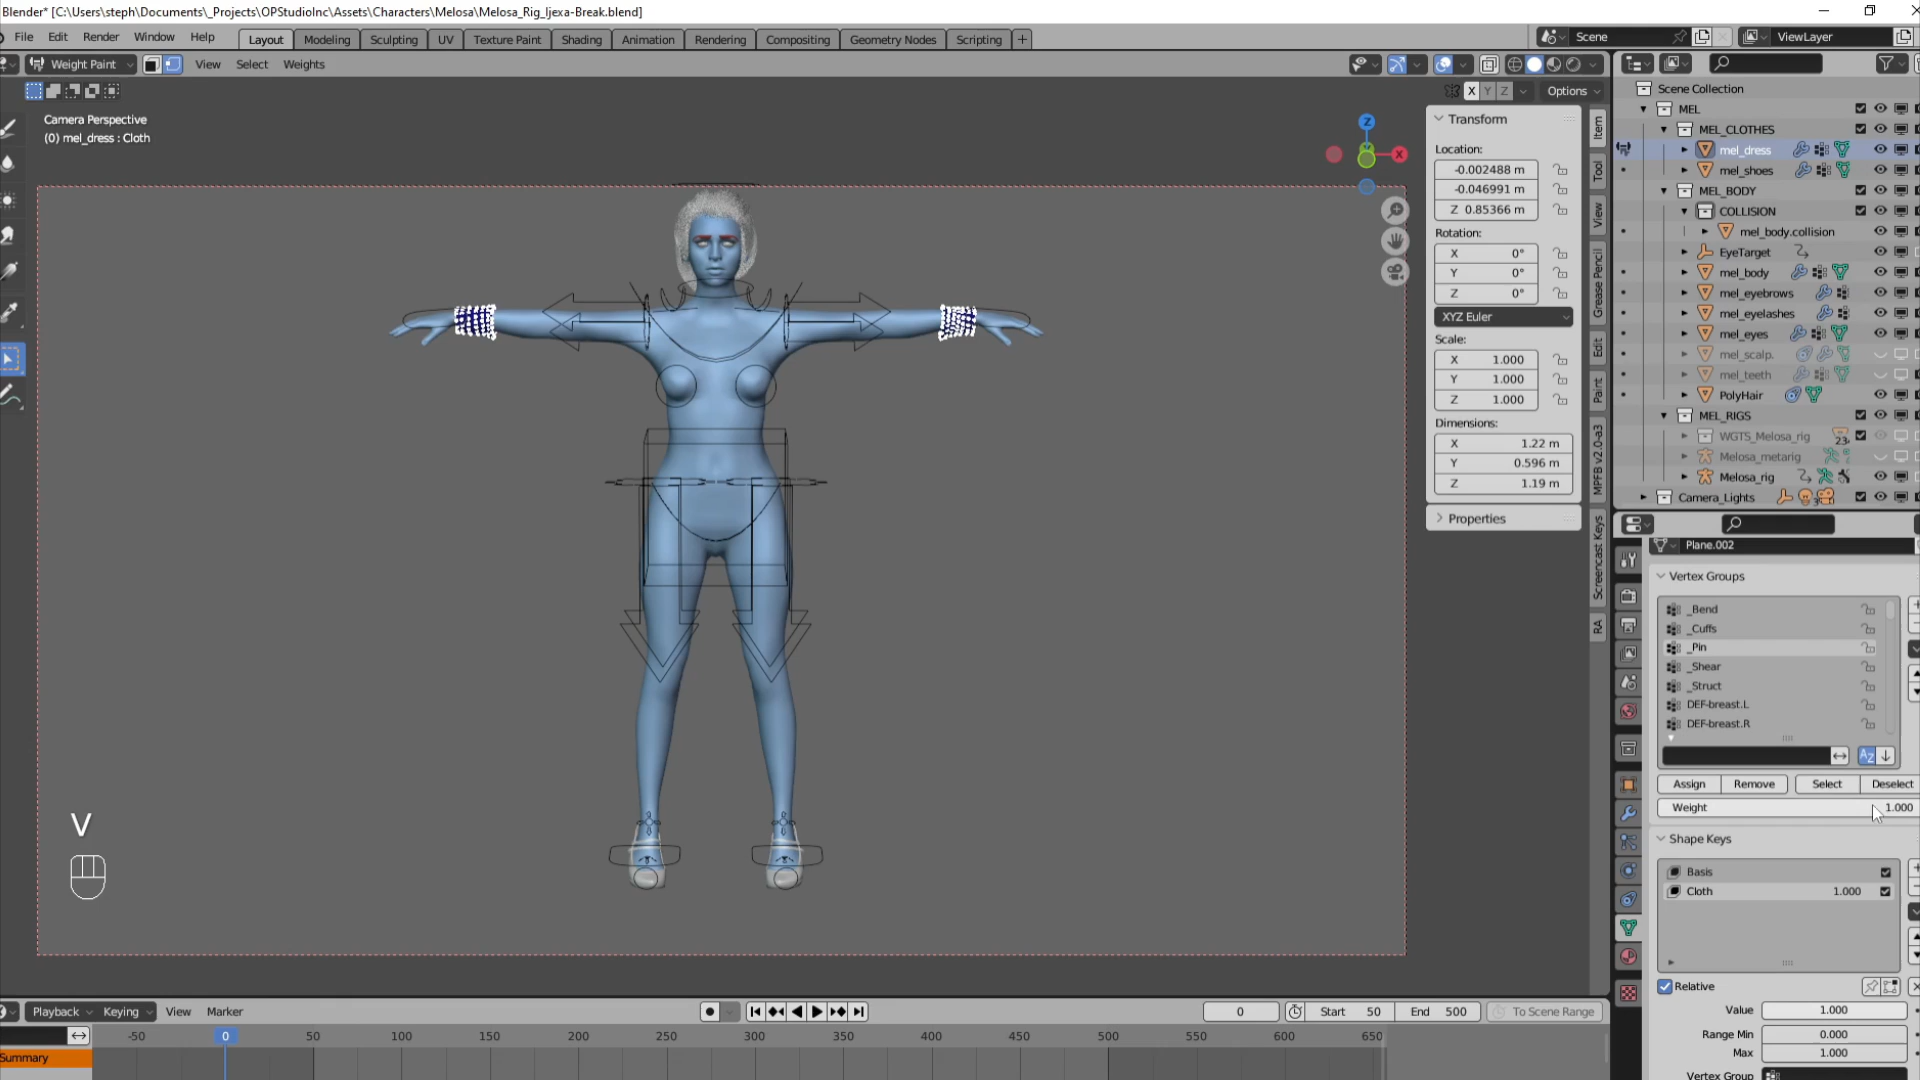 Blender* [C:\Users\steph\Documents\_Projects\OPStudioInc\Assets\Characters\Melosa\Melosa_Rig_Ijexa-Break.blend]
File Edit Render Window Help Layout Modeling Sculpting UV Texture Paint Shading Animation Rendering Compositing Geometry Nodes Scripting + Scene ViewLayer
Weight Paint View Select Weights
X Y Z Options
Camera Perspective
(0) mel_dress : Cloth
Z
X
Transform
Location:
-0.002488 m
-0.046991 m
Z 0.85366 m
Rotation:
X 0°
Y 0°
Z 0°
XYZ Euler
Scale:
X 1.000
Y 1.000
Z 1.000
Dimensions:
X 1.22 m
Y 0.596 m
Z 1.19 m
Properties
Item
Tool
View
Grease Pencil
Edit
Paint
MPFB v2.0-a3
Screencast Keys
RA
Scene Collection
MEL
MEL_CLOTHES
mel_dress
mel_shoes
MEL_BODY
COLLISION
mel_body.collision
EyeTarget
mel_body
mel_eyebrows
mel_eyelashes
mel_eyes
mel_scalp.
mel_teeth
PolyHair
MEL_RIGS
WGTS_Melosa_rig 23
Melosa_metarig
Melosa_rig
Camera_Lights 3
Plane.002
Vertex Groups
_Bend
_Cuffs
_Pin
_Shear
_Struct
DEF-breast.L
DEF-breast.R
AZ
Assign Remove Select Deselect
Weight 1.000
Shape Keys
Basis
Cloth 1.000
Relative
Value 1.000
Range Min 0.000
Max 1.000
Vertex Group
V
Playback Keying View Marker 0 Start 50 End 500 To Scene Range
-50 0 50 100 150 200 250 300 350 400 450 500 550 600 650
Summary